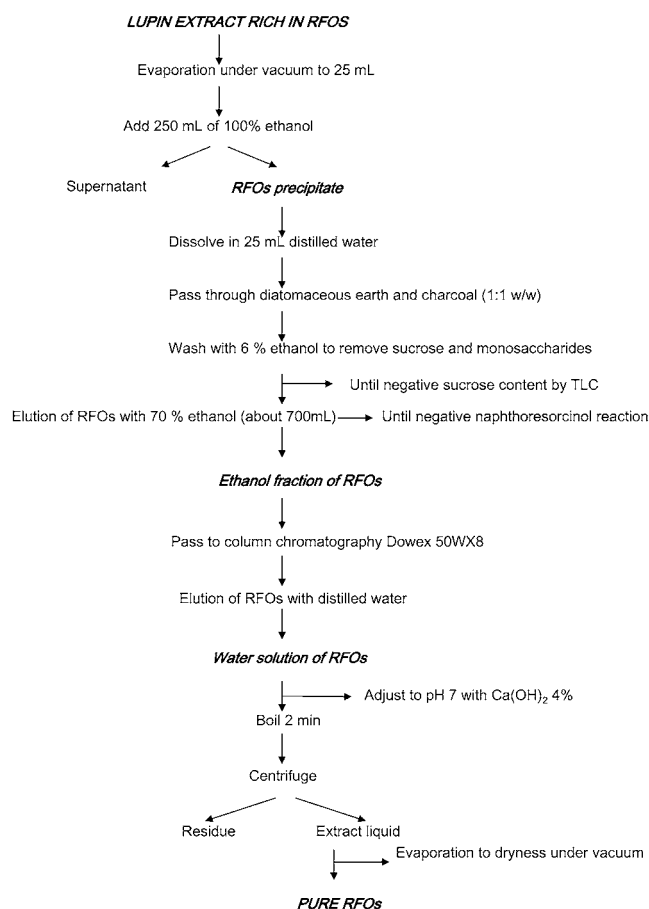 LUPIN EXTRACT RICH IN RFOS
Evaporation under vacuum to 25 mL
Add 250 mL of 100% ethanol
Supernatant
RFOs precipitate
Dissolve in 25 mL distilled water
Pass through diatomaceous earth and charcoal (1:1 w/w)
Wash with 6 % ethanol to remove sucrose and monosaccharides
Until negative sucrose content by TLC
Elution of RFOs with 70 % ethanol (about 700mL)
Until negative naphthoresorcinol reaction
Ethanol fraction of RFOs
Pass to column chromatography Dowex 50WX8
Elution of RFOs with distilled water
Water solution of RFOs
Adjust to pH 7 with Ca(OH)₂ 4%
Boil 2 min
Centrifuge
Residue
Extract liquid
Evaporation to dryness under vacuum
PURE RFOs